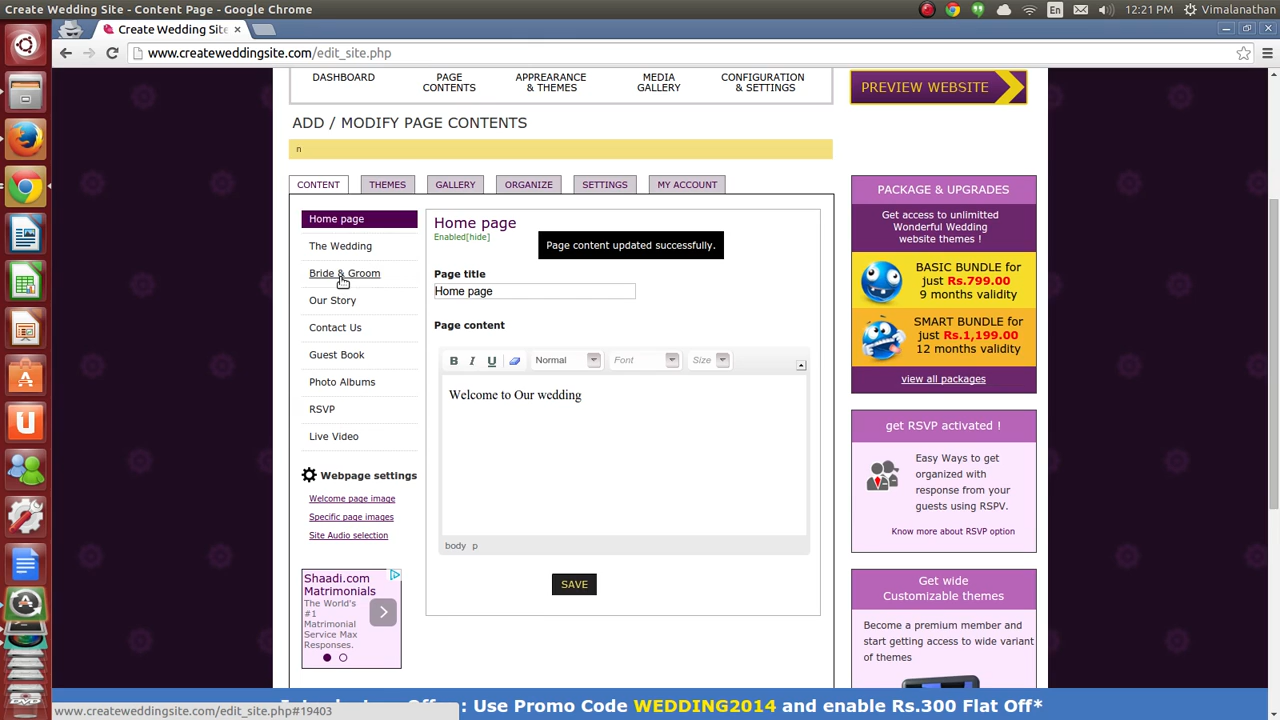 Create Wedding Site - Content Page - Google Chrome
En
12:21 PM
Vimalanathan
Create Wedding Sit
www.createweddingsite.com/edit_site.php
DASHBOARD
PAGE
CONTENTS
APPEARANCE
& THEMES
MEDIA
GALLERY
CONFIGURATION
& SETTINGS
PREVIEW WEBSITE
ADD / MODIFY PAGE CONTENTS
n
CONTENT
THEMES
GALLERY
ORGANIZE
SETTINGS
MY ACCOUNT
Home page
The Wedding
Bride & Groom
Our Story
Contact Us
Guest Book
Photo Albums
RSVP
Live Video
Webpage settings
Welcome page image
Specific page images
Site Audio selection
Shaadi.com
Matrimonials
The World's
#1
Matrimonial
Service Max
Responses.
Home page
Enabled[hide]
Page content updated successfully.
Page title
Home page
Page content
B I U
Normal
Font
Size
Welcome to Our wedding
body p
SAVE
PACKAGE & UPGRADES
Get access to unlimitted
Wonderful Wedding
website themes !
BASIC BUNDLE for
just Rs.799.00
9 months validity
SMART BUNDLE for
just Rs.1,199.00
12 months validity
view all packages
get RSVP activated !
Easy Ways to get
organized with
response from your
guests using RSPV.
Know more about RSVP option
Get wide
Customizable themes
Become a premium member and
start getting access to wide variant
of themes
: Use Promo Code WEDDING2014 and enable Rs.300 Flat Off*
www.createweddingsite.com/edit_site.php#19403